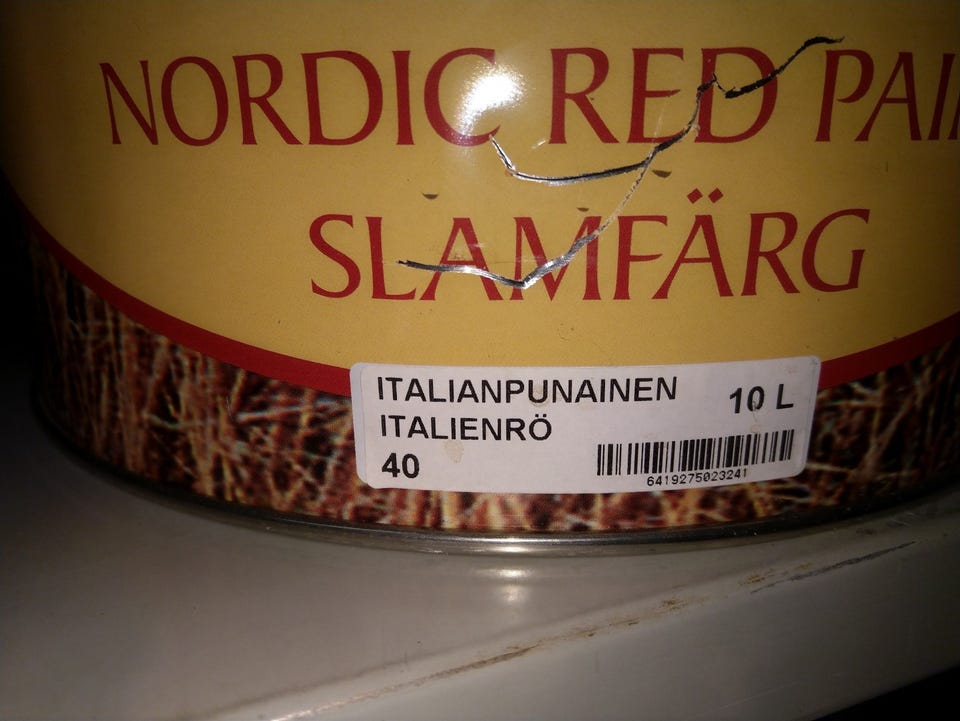 NORDIC RED PAI
SLAMFÄRG
ITALIANPUNAINEN 10 L
ITALIENRÖ
40
6419275023241